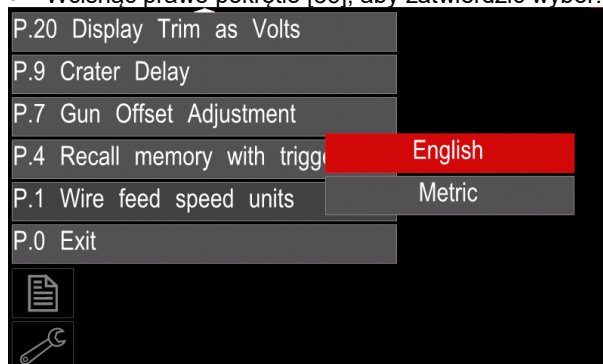 P.20 Display Trim as Volts
P.9 Crater Delay
P.7 Gun Offset Adjustment
P.4 Recall memory with trigge
English
P.1 Wire feed speed units
Metric
P.0 Exit